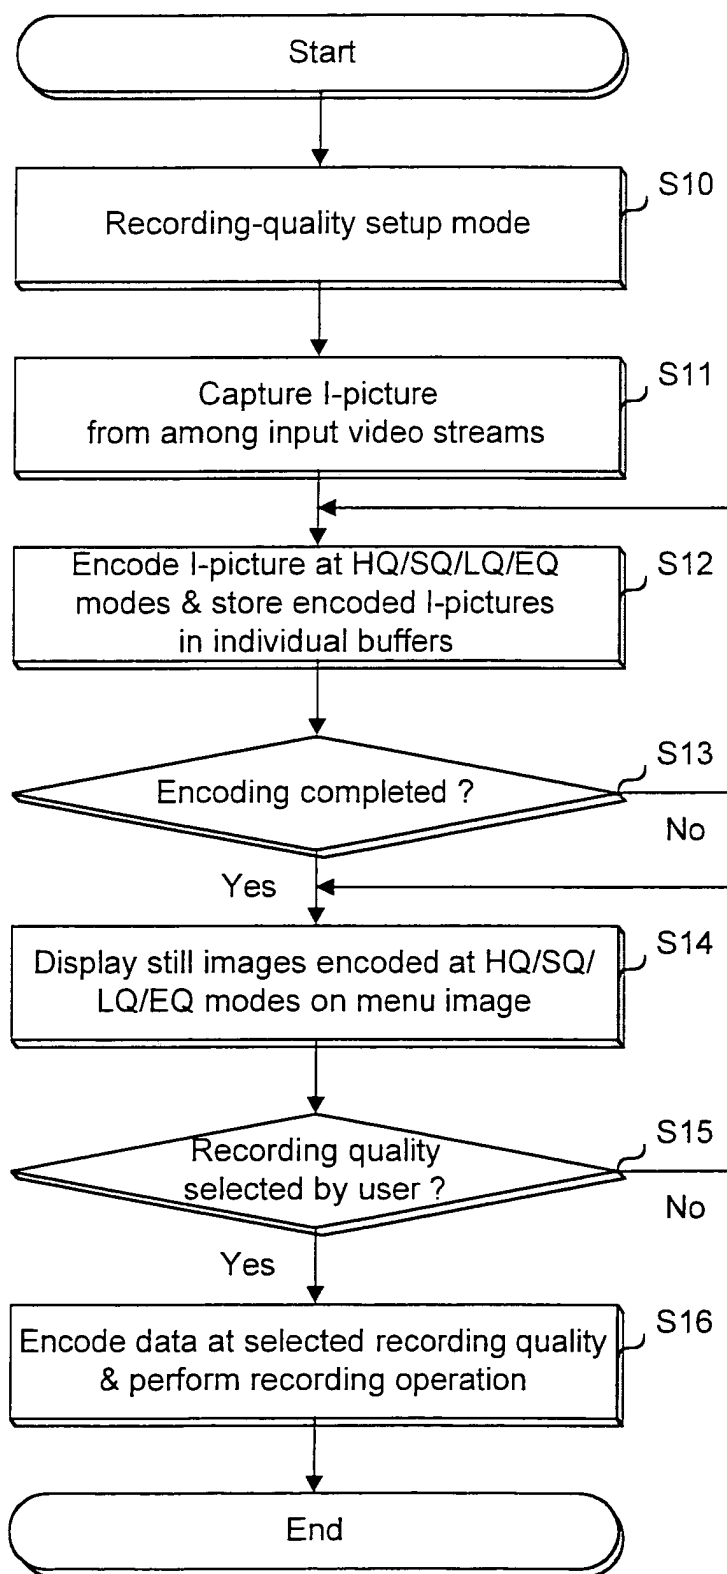 Start
S10
Recording-quality setup mode
S11
Capture I-picture
from among input video streams
S12
Encode I-picture at HQ/SQ/LQ/EQ
modes & store encoded I-pictures
in individual buffers
S13
Encoding completed ?
No
Yes
S14
Display still images encoded at HQ/SQ/
LQ/EQ modes on menu image
S15
Recording quality
selected by user ?
No
Yes
S16
Encode data at selected recording quality
& perform recording operation
End